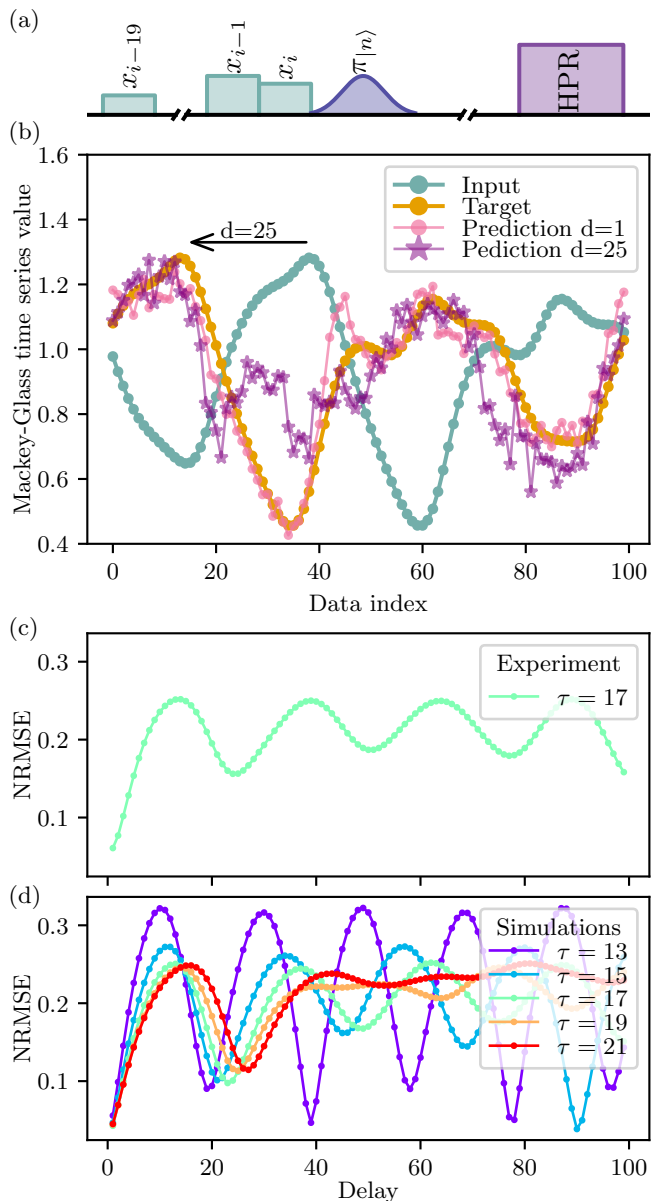 (a)
x_{i−19}
x_{i−1}
x_i
π_{|n⟩}
HPR
(b)
Mackey-Glass time series value
1.6
1.4
1.2
1.0
0.8
0.6
0.4
d=25
Input
Target
Prediction d=1
Pediction d=25
0 20 40 60 80 100
Data index
(c)
NRMSE
0.3
0.2
0.1
Experiment
τ = 17
(d)
NRMSE
0.3
0.2
0.1
Simulations
τ = 13
τ = 15
τ = 17
τ = 19
τ = 21
0 20 40 60 80 100
Delay